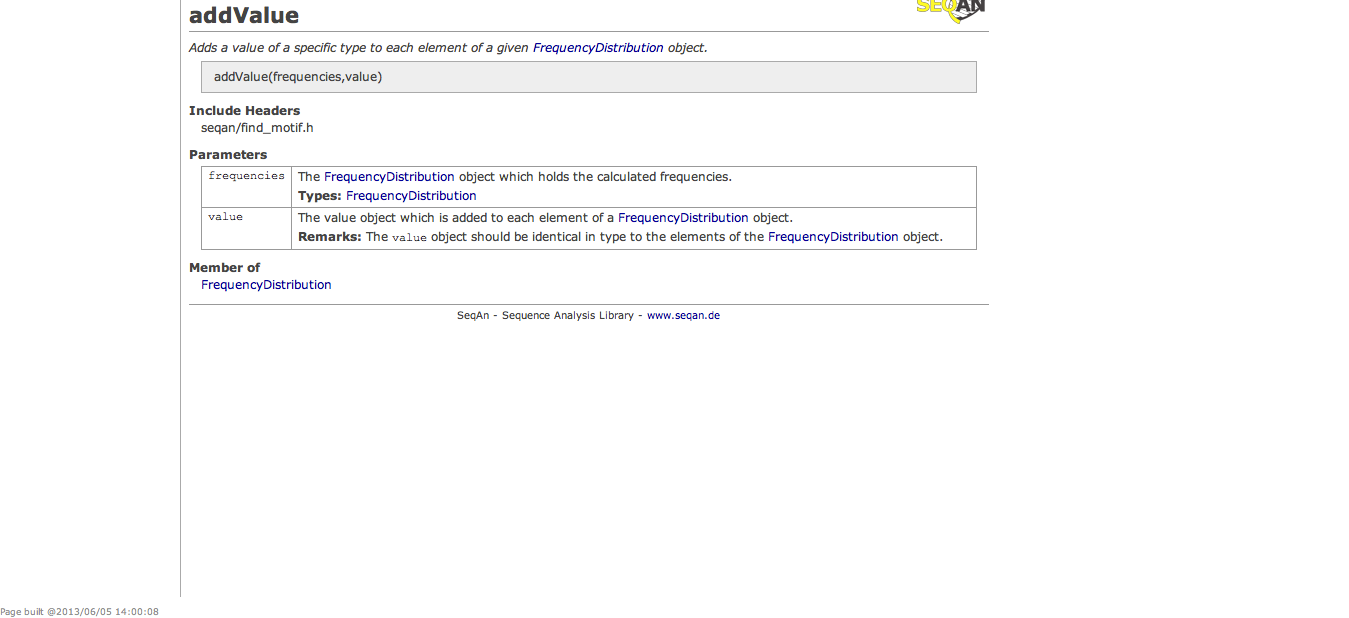 addValue
SEQAN
Adds a value of a specific type to each element of a given FrequencyDistribution object.
addValue(frequencies,value)
Include Headers
seqan/find_motif.h
Parameters
frequencies The FrequencyDistribution object which holds the calculated frequencies.
Types: FrequencyDistribution
value The value object which is added to each element of a FrequencyDistribution object.
Remarks: The value object should be identical in type to the elements of the FrequencyDistribution object.
Member of
FrequencyDistribution
SeqAn - Sequence Analysis Library - www.seqan.de
Page built @2013/06/05 14:00:08